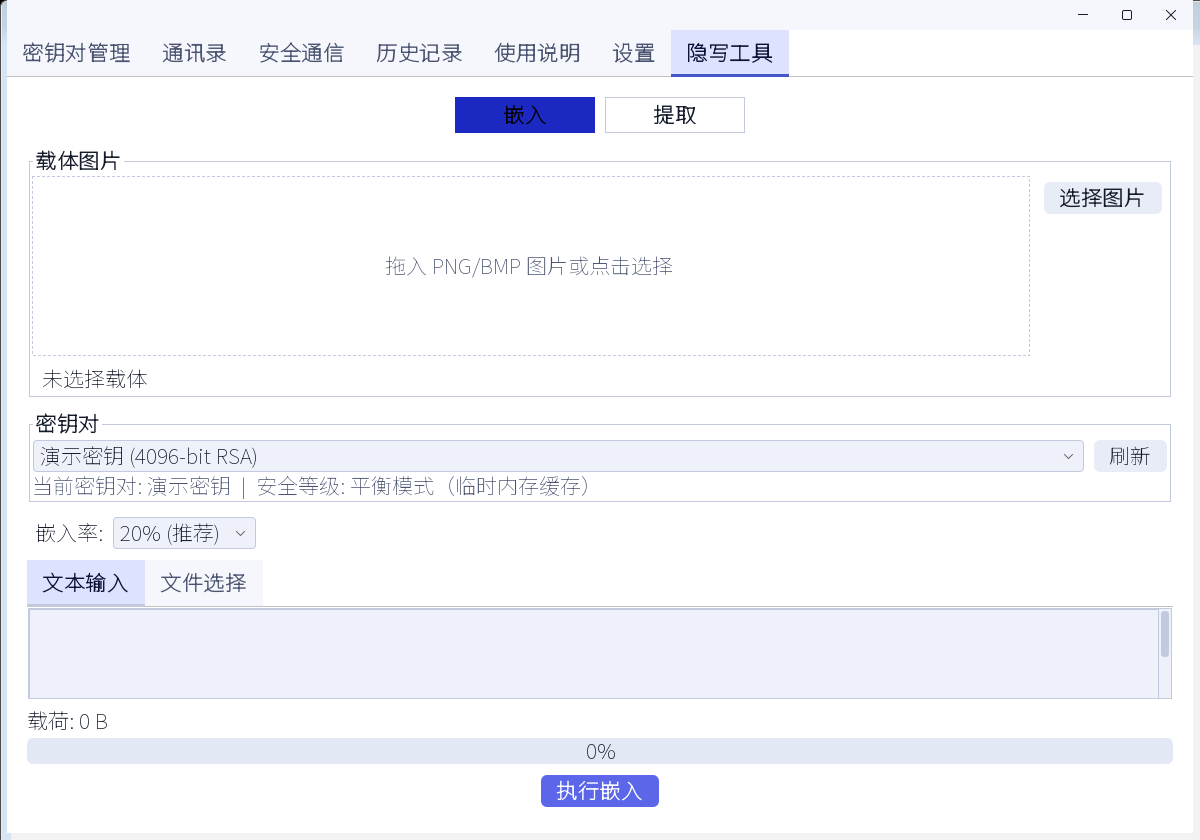 密钥对管理 通讯录 安全通信 历史记录 使用说明 设置 隐写工具
嵌入 提取
载体图片
选择图片
拖入 PNG/BMP 图片或点击选择
未选择载体
密钥对
演示密钥 (4096-bit RSA) 刷新
当前密钥对: 演示密钥 | 安全等级: 平衡模式（临时内存缓存）
嵌入率: 20% (推荐)
文本输入 文件选择
载荷: 0 B
0%
执行嵌入